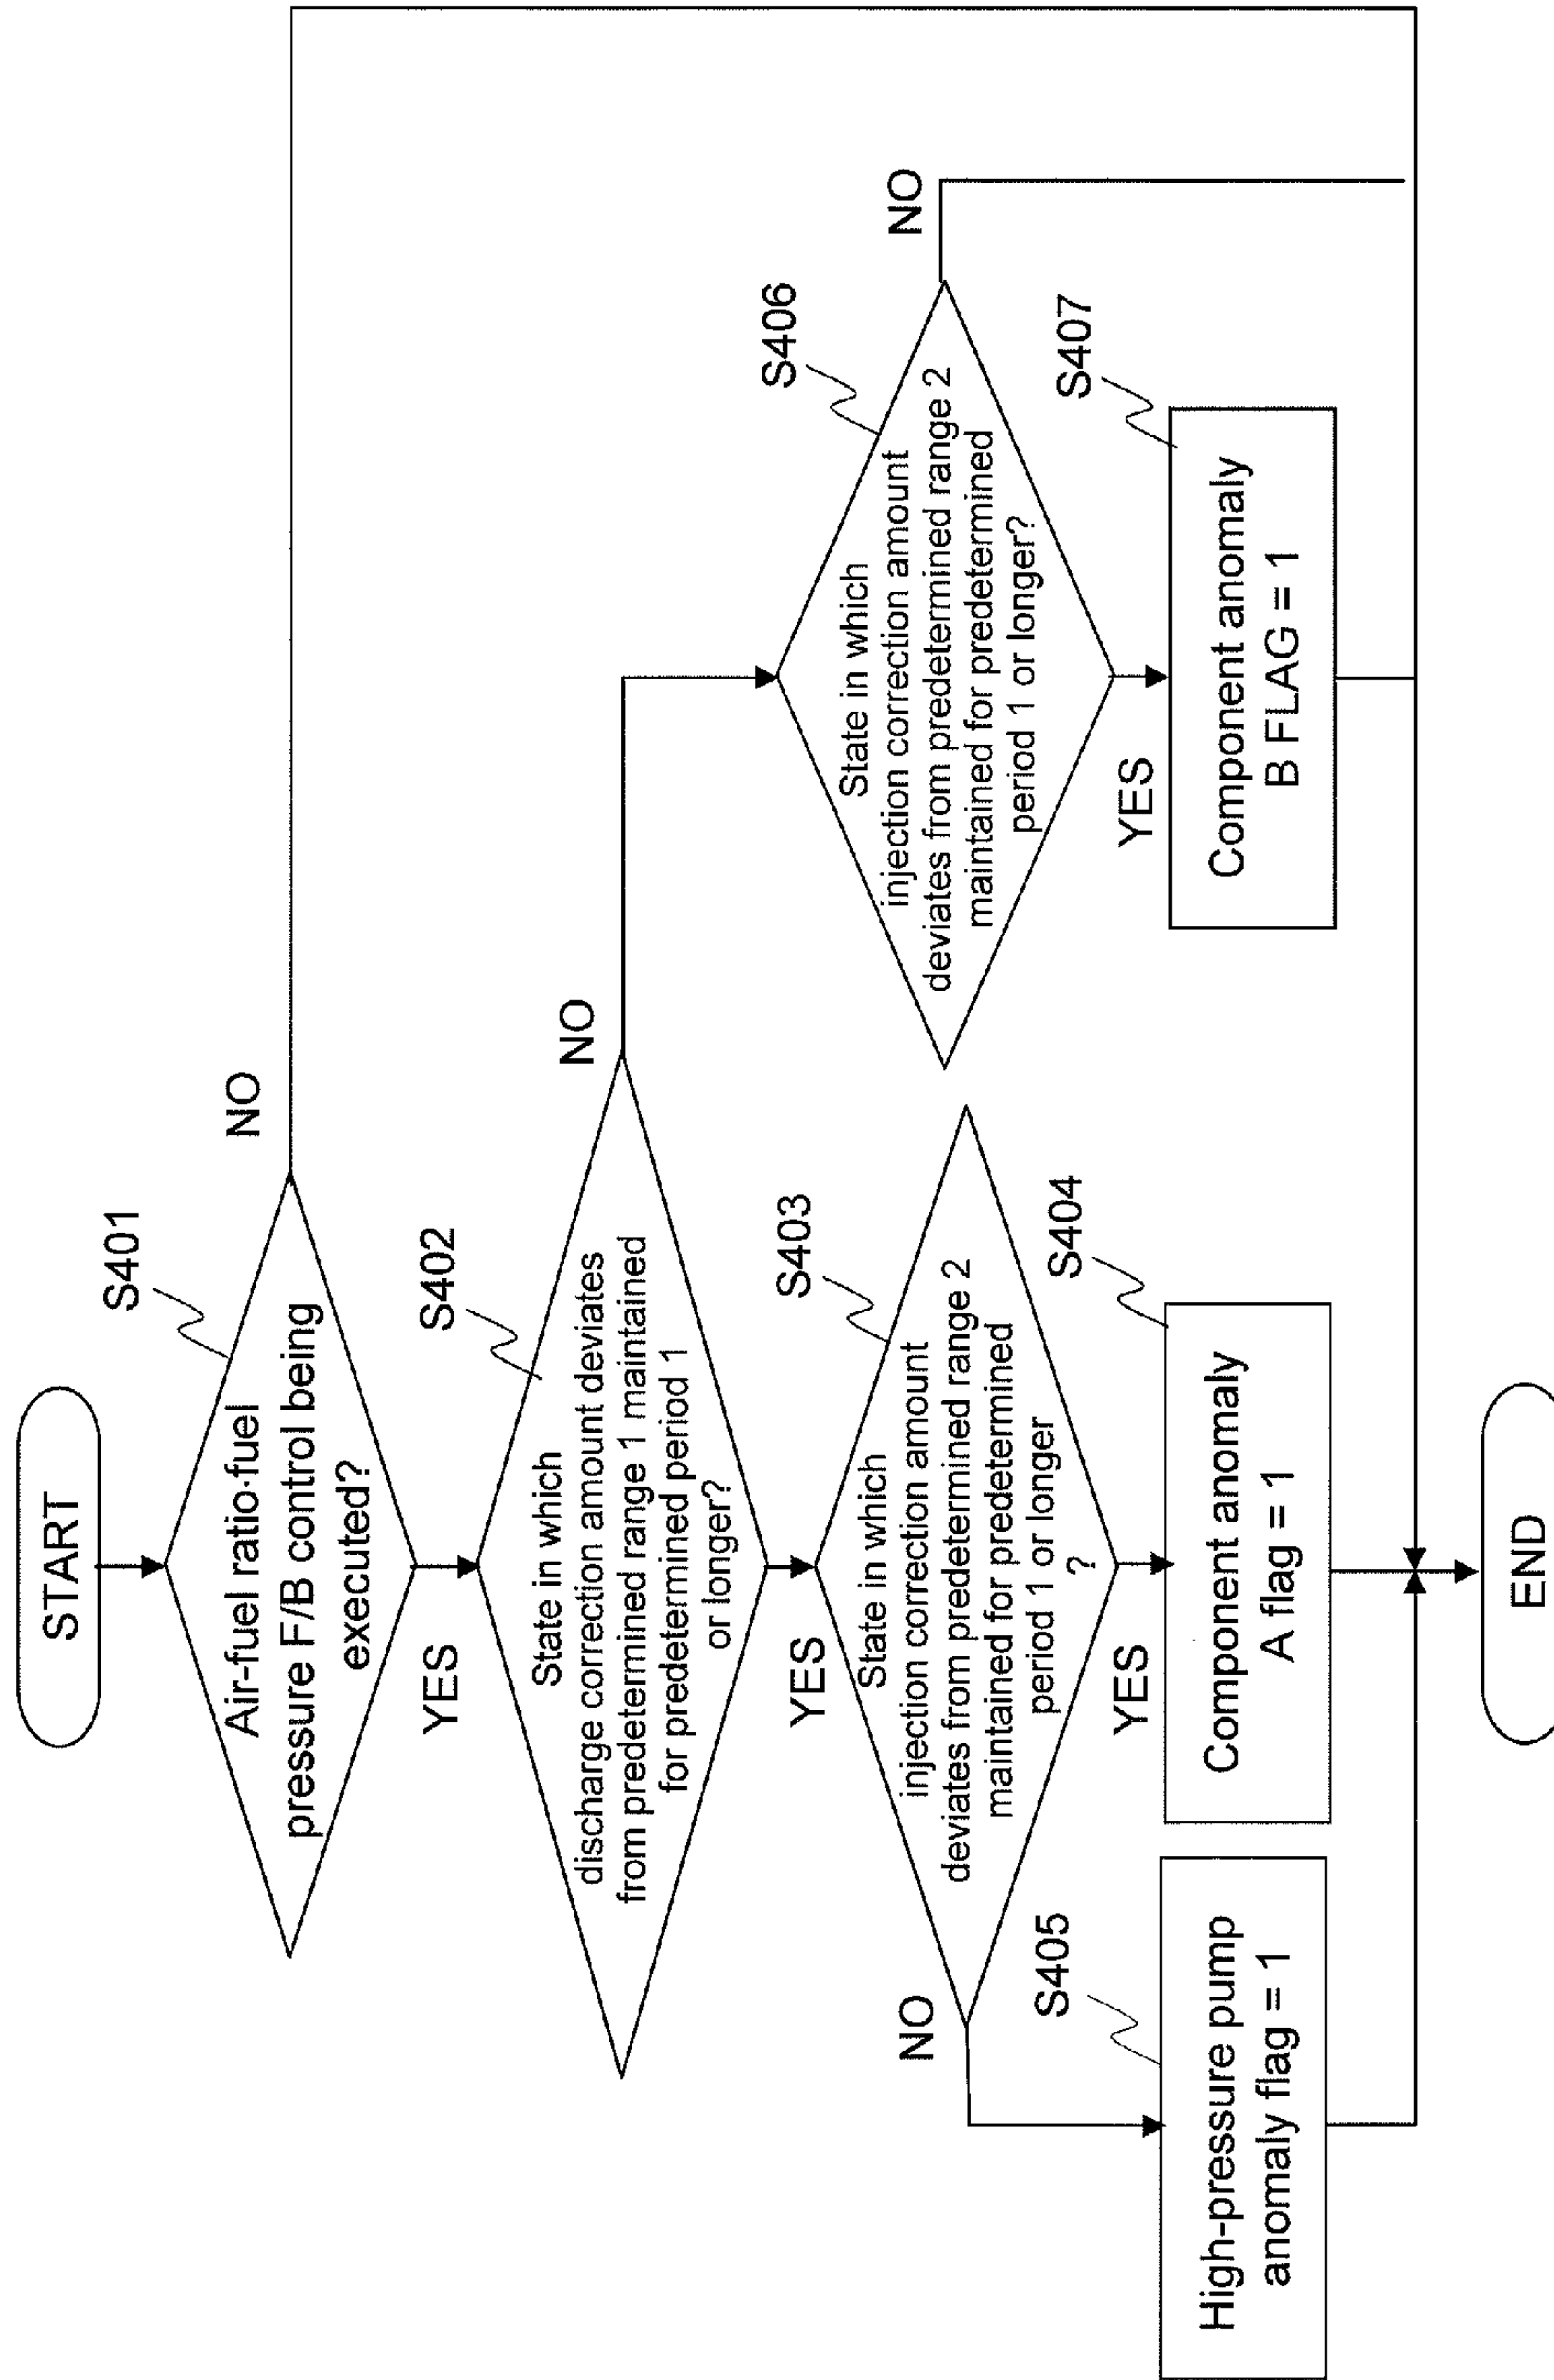 START
S401
Air-fuel ratio·fuel
pressure F/B control being
executed?
NO
YES
S402
State in which
discharge correction amount deviates
from predetermined range 1 maintained
for predetermined period 1
or longer?
NO
YES
S403
State in which
injection correction amount
deviates from predetermined range 2
maintained for predetermined
period 1 or longer
?
NO
YES
S406
State in which
injection correction amount
deviates from predetermined range 2
maintained for predetermined
period 1 or longer?
NO
YES
S405
High-pressure pump
anomaly flag = 1
S404
Component anomaly
A flag = 1
S407
Component anomaly
B FLAG = 1
END